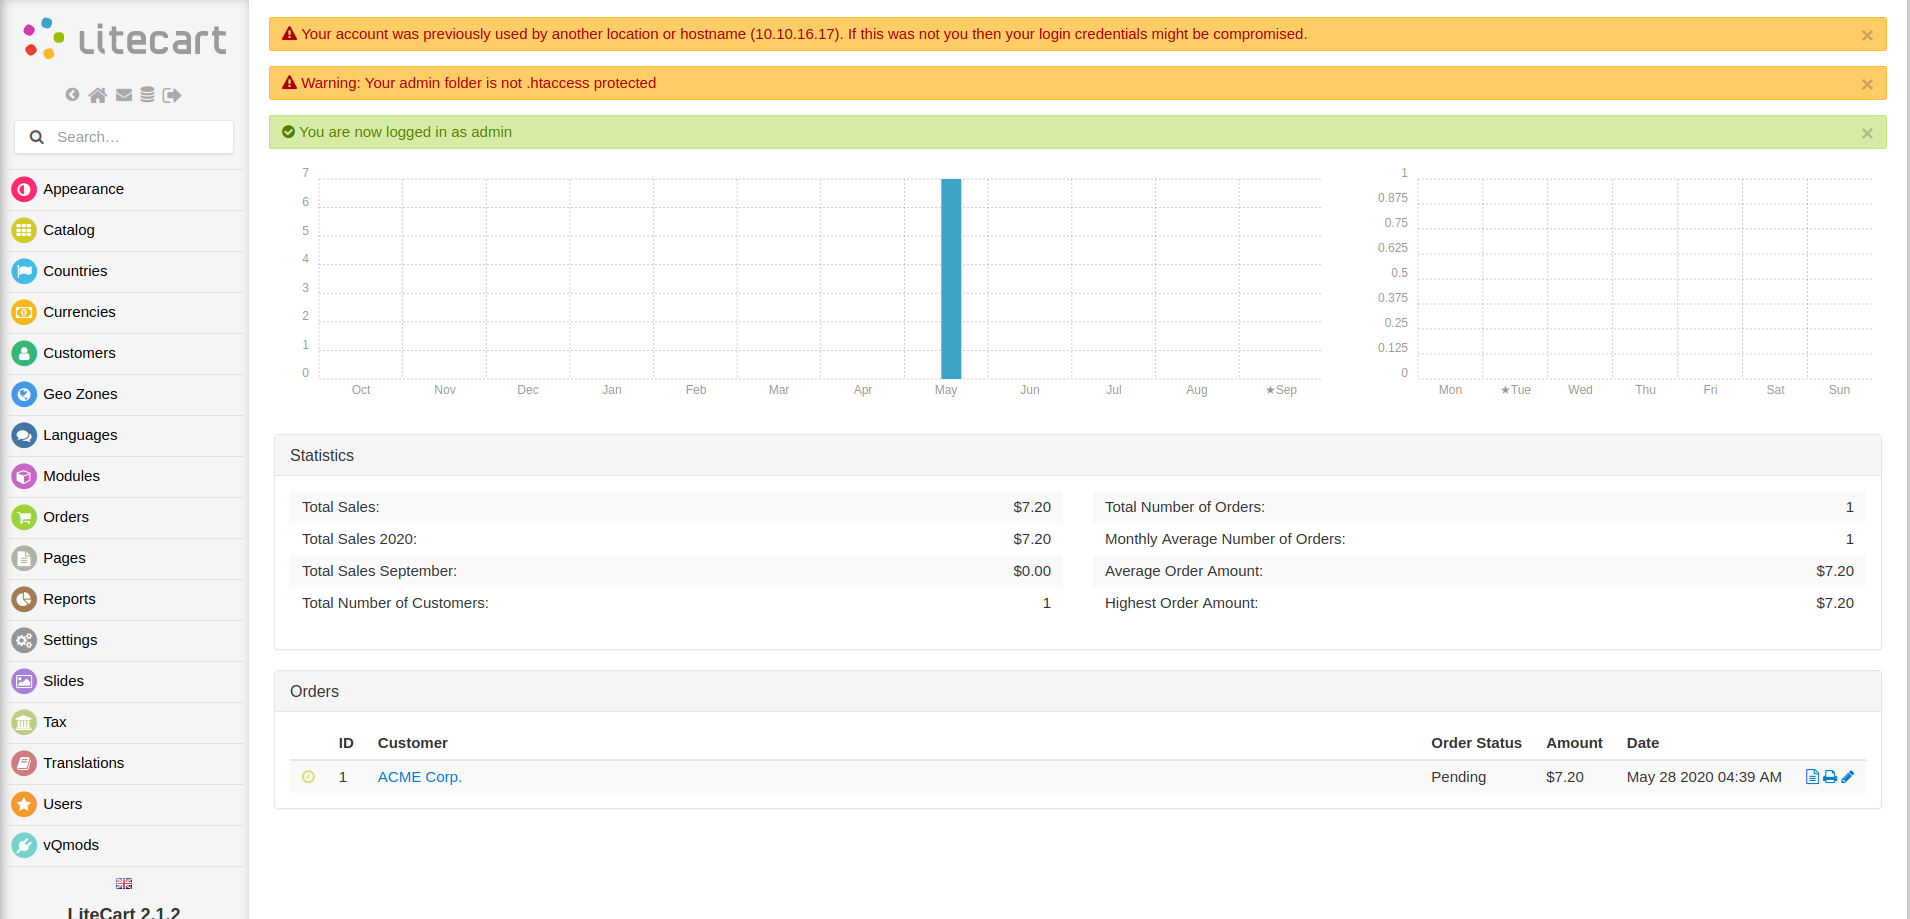 LiteCart
Search…
Appearance
Catalog
Countries
Currencies
Customers
Geo Zones
Languages
Modules
Orders
Pages
Reports
Settings
Slides
Tax
Translations
Users
vQmods
LiteCart 2.1.2
Your account was previously used by another location or hostname (10.10.16.17). If this was not you then your login credentials might be compromised.
×
Warning: Your admin folder is not .htaccess protected
×
You are now logged in as admin
×
7
6
5
4
3
2
1
0
Oct Nov Dec Jan Feb Mar Apr May Jun Jul Aug ★Sep
1
0.875
0.75
0.625
0.5
0.375
0.25
0.125
0
Mon ★Tue Wed Thu Fri Sat Sun
Statistics
Total Sales: $7.20
Total Sales 2020: $7.20
Total Sales September: $0.00
Total Number of Customers: 1
Total Number of Orders: 1
Monthly Average Number of Orders: 1
Average Order Amount: $7.20
Highest Order Amount: $7.20
Orders
ID Customer Order Status Amount Date
1 ACME Corp. Pending $7.20 May 28 2020 04:39 AM